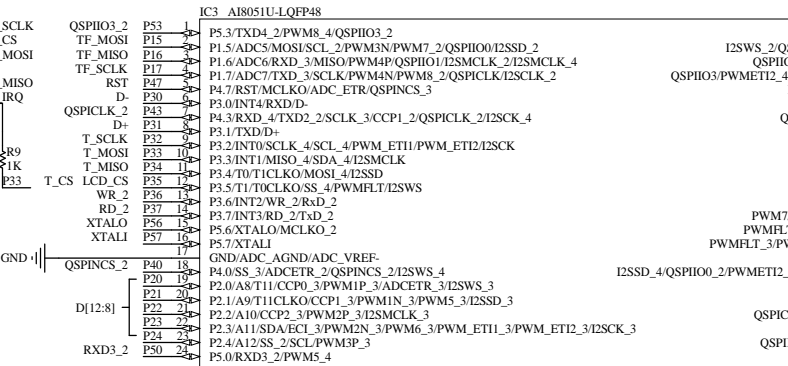 IC3 AI8051U-LQFP48
_SCLK QSPIIO3_2 P53 1 P5.3/TXD4_2/PWM8_4/QSPIIO3_2
_CS TF_MOSI P15 2 P1.5/ADC5/MOSI/SCL_2/PWM3N/PWM7_2/QSPIIO0/I2SSD_2 I2SWS_2/Q
_MOSI TF_MISO P16 3 P1.6/ADC6/RXD_3/MISO/PWM4P/QSPIIO1/I2SMCLK_2/I2SMCLK_4 QSPIIO
TF_SCLK P17 4 P1.7/ADC7/TXD_3/SCLK/PWM4N/PWM8_2/QSPICLK/I2SCLK_2 QSPIIO3/PWMETI2_4
_MISO RST P47 5 P4.7/RST/MCLKO/ADC_ETR/QSPINCS_3
IRQ D- P30 6 P3.0/INT4/RXD/D-
QSPICLK_2 P43 7 P4.3/RXD_4/TXD2_2/SCLK_3/CCP1_2/QSPICLK_2/I2SCK_4 Q
D+ P31 8 P3.1/TXD/D+
T_SCLK P32 9 P3.2/INT0/SCLK_4/SCL_4/PWM_ETI1/PWM_ETI2/I2SCK
R9 T_MOSI P33 10 P3.3/INT1/MISO_4/SDA_4/I2SMCLK
1K T_MISO P34 11 P3.4/T0/T1CLKO/MOSI_4/I2SSD
P33 T_CS LCD_CS P35 12 P3.5/T1/T0CLKO/SS_4/PWMFLT/I2SWS
WR_2 P36 13 P3.6/INT2/WR_2/RxD_2
RD_2 P37 14 P3.7/INT3/RD_2/TxD_2 PWM7
XTALO P56 15 P5.6/XTALO/MCLKO_2 PWMFL
XTALI P57 16 P5.7/XTALI PWMFLT_3/PW
GND 17 GND/ADC_AGND/ADC_VREF-
QSPINCS_2 P40 18 P4.0/SS_3/ADCETR_2/QSPINCS_2/I2SWS_4 I2SSD_4/QSPIIO0_2/PWMETI2_
P20 19 P2.0/A8/T11/CCP0_3/PWM1P_3/ADCETR_3/I2SWS_3
P21 20 P2.1/A9/T11CLKO/CCP1_3/PWM1N_3/PWM5_3/I2SSD_3
D[12:8] P22 21 P2.2/A10/CCP2_3/PWM2P_3/I2SMCLK_3 QSPIC
P23 22 P2.3/A11/SDA/ECI_3/PWM2N_3/PWM6_3/PWM_ETI1_3/PWM_ETI2_3/I2SCK_3
P24 23 P2.4/A12/SS_2/SCL/PWM3P_3 QSPI
RXD3_2 P50 24 P5.0/RXD3_2/PWM5_4